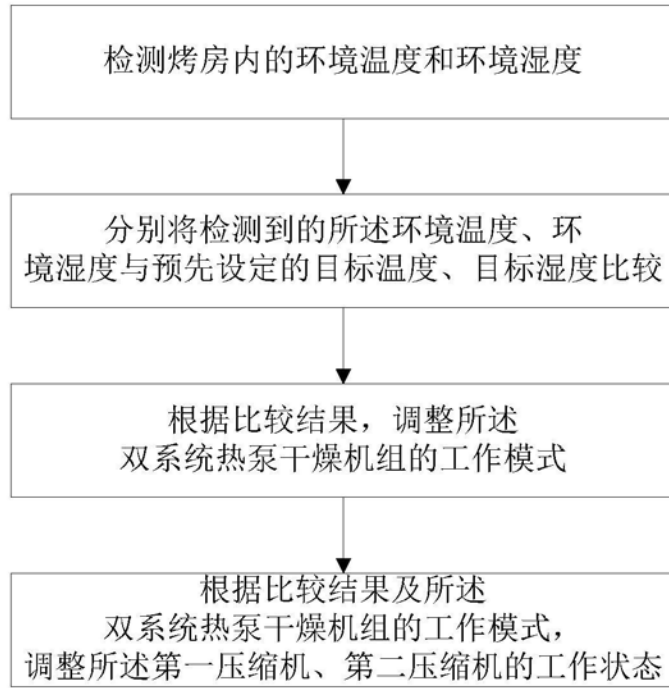 检测烤房内的环境温度和环境湿度
分别将检测到的所述环境温度、环
境湿度与预先设定的目标温度、目标湿度比较
根据比较结果，调整所述
双系统热泵干燥机组的工作模式
根据比较结果及所述
双系统热泵干燥机组的工作模式，
调整所述第一压缩机、第二压缩机的工作状态